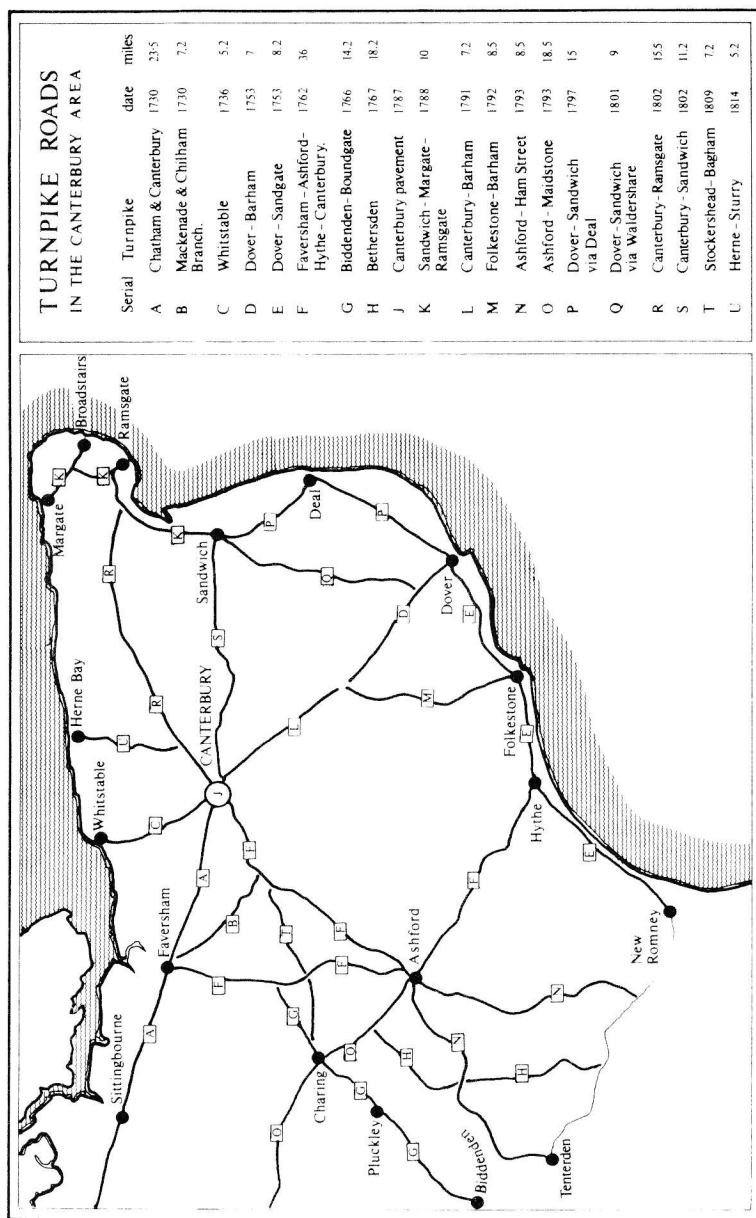 TURNPIKE ROADS
IN THE CANTERBURY AREA
Serial Turnpike date miles
A Chatham & Canterbury 1730 23·5
B Mackenade & Chilham 1730 7.2
Branch.
C Whitstable 1736 5.2
D Dover - Barham 1753 7
E Dover - Sandgate 1753 8.2
F Faversham - Ashford - 1762 36
Hythe - Canterbury.
G Biddenden - Boundgate 1766 14.2
H Bethersden 1767 18.2
J Canterbury pavement 1787
K Sandwich - Margate - 1788 10
Ramsgate
L Canterbury - Barham 1791 7.2
M Folkestone - Barham 1792 8.5
N Ashford - Ham Street 1793 8.5
O Ashford - Maidstone 1793 18.5
P Dover - Sandwich 1797 15
via Deal
Q Dover - Sandwich 1801 9
via Waldershare
R Canterbury - Ramsgate 1802 15.5
S Canterbury - Sandwich 1802 11.2
T Stockershead - Bagham 1809 7.2
U Herne - Sturry 1814 5.2
Margate
K
Broadstairs
K
Ramsgate
Herne Bay
R
Whitstable
U
R
K
C
CANTERBURY
S
Sandwich
Sittingbourne
A
Faversham
A
J
P
Deal
B
F
L
Q
P
F
T
G
F
F
D
Dover
O
Charing
O
Ashford
M
E
Pluckley
G
H
N
F
Folkestone
E
G
Hythe
Biddenden
H
N
E
Tenterden
New
Romney